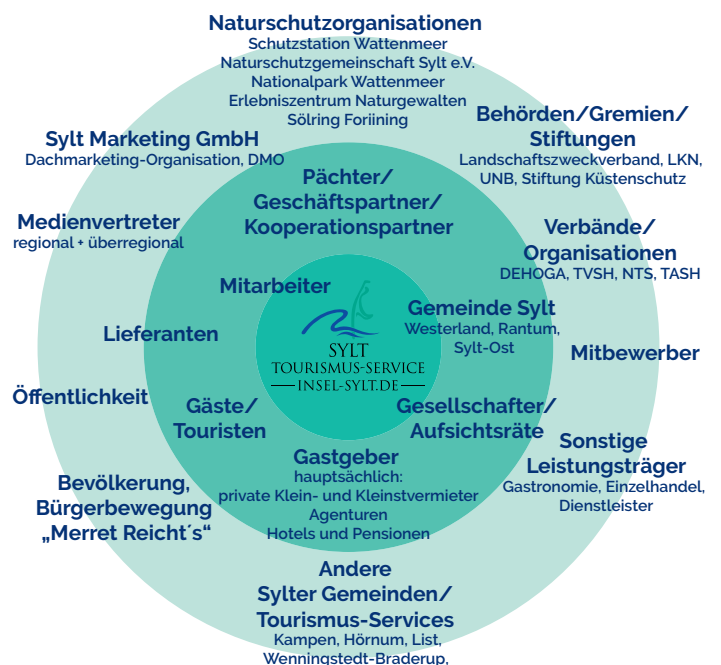 Naturschutzorganisationen
Schutzstation Wattenmeer
Naturschutzgemeinschaft Sylt e.V.
Nationalpark Wattenmeer
Erlebniszentrum Naturgewalten
Sölring Foriining
Behörden/Gremien/
Stiftungen
Landschaftszweckverband, LKN,
UNB, Stiftung Küstenschutz
Sylt Marketing GmbH
Dachmarketing-Organisation, DMO
Pächter/
Geschäftspartner/
Kooperationspartner
Medienvertreter
regional + überregional
Verbände/
Organisationen
DEHOGA, TVSH, NTS, TASH
Mitarbeiter
Gemeinde Sylt
Westerland, Rantum,
Sylt-Ost
Lieferanten
SYLT
TOURISMUS-SERVICE
INSEL-SYLT.DE
Mitbewerber
Öffentlichkeit
Gäste/
Touristen
Gesellschafter/
Aufsichtsräte
Sonstige
Leistungsträger
Gastronomie, Einzelhandel,
Dienstleister
Gastgeber
hauptsächlich:
private Klein- und Kleinstvermieter
Agenturen
Hotels und Pensionen
Bevölkerung,
Bürgerbewegung
„Merret Reicht´s“
Andere
Sylter Gemeinden/
Tourismus-Services
Kampen, Hörnum, List,
Wenningstedt-Braderup,